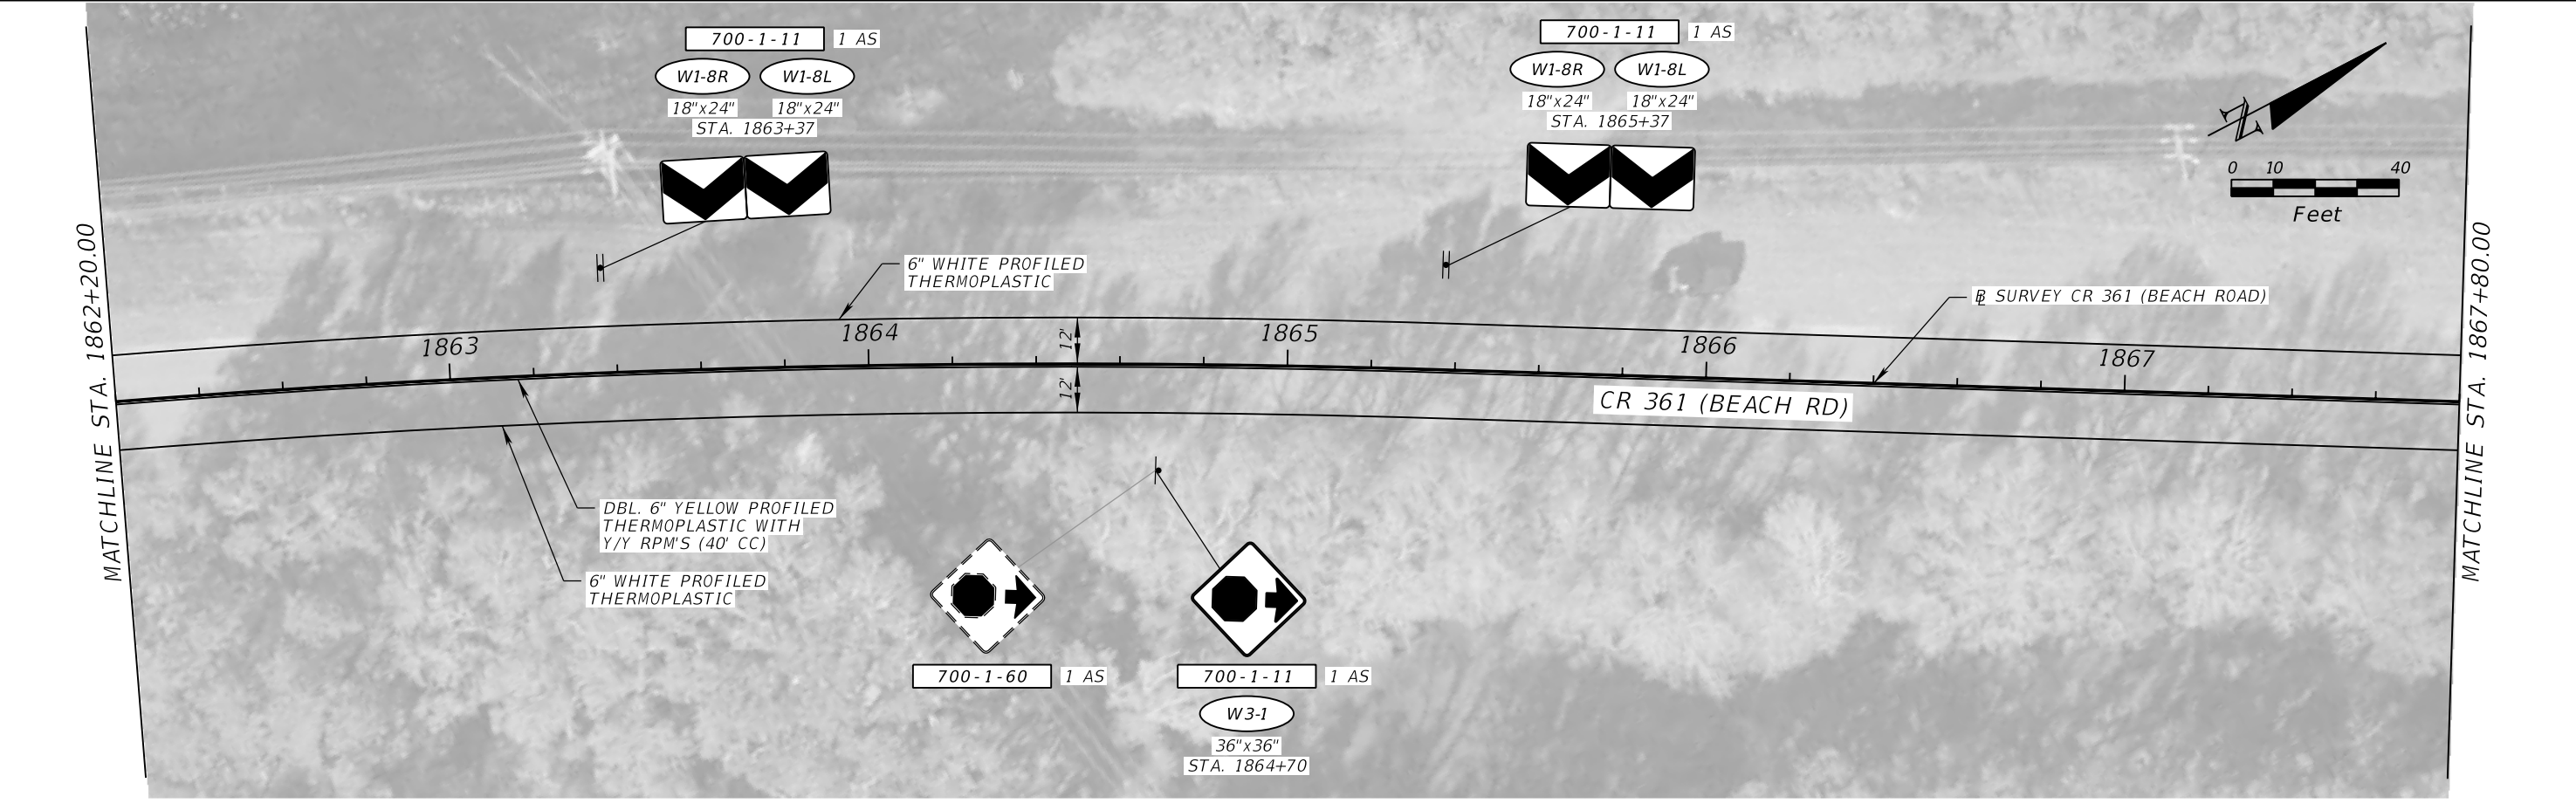 700-1-11 1 AS
W1-8R W1-8L
18"x24" 18"x24"
STA. 1863+37
700-1-11 1 AS
W1-8R W1-8L
18"x24" 18"x24"
STA. 1865+37
N
0 10 40
Feet
MATCHLINE STA. 1862+20.00
6" WHITE PROFILED
THERMOPLASTIC
BL SURVEY CR 361 (BEACH ROAD)
MATCHLINE STA. 1867+80.00
1863
1864
1865
1866
1867
12'
12'
CR 361 (BEACH RD)
DBL. 6" YELLOW PROFILED
THERMOPLASTIC WITH
Y/Y RPM'S (40' CC)
6" WHITE PROFILED
THERMOPLASTIC
700-1-60 1 AS
700-1-11 1 AS
W3-1
36"x36"
STA. 1864+70